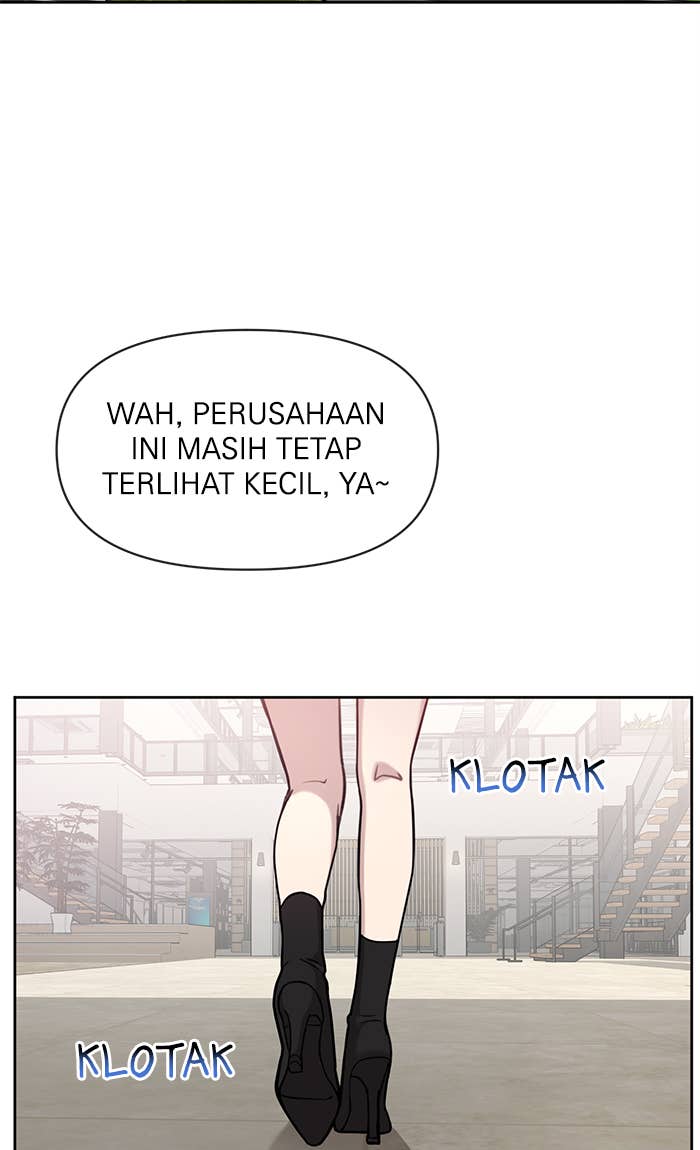 WAH, PERUSAHAAN
INI MASIH TETAP
TERLIHAT KECIL, YA~
KLOTAK
KLOTAK